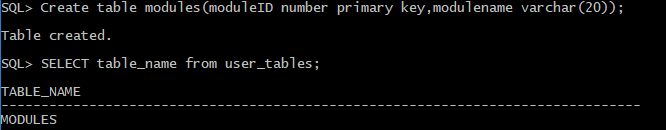 SQL> Create table modules(moduleID number primary key,modulename varchar(20));
Table created.
SQL> SELECT table_name from user_tables;
TABLE_NAME
--------------------------------------------------------------------------------
MODULES